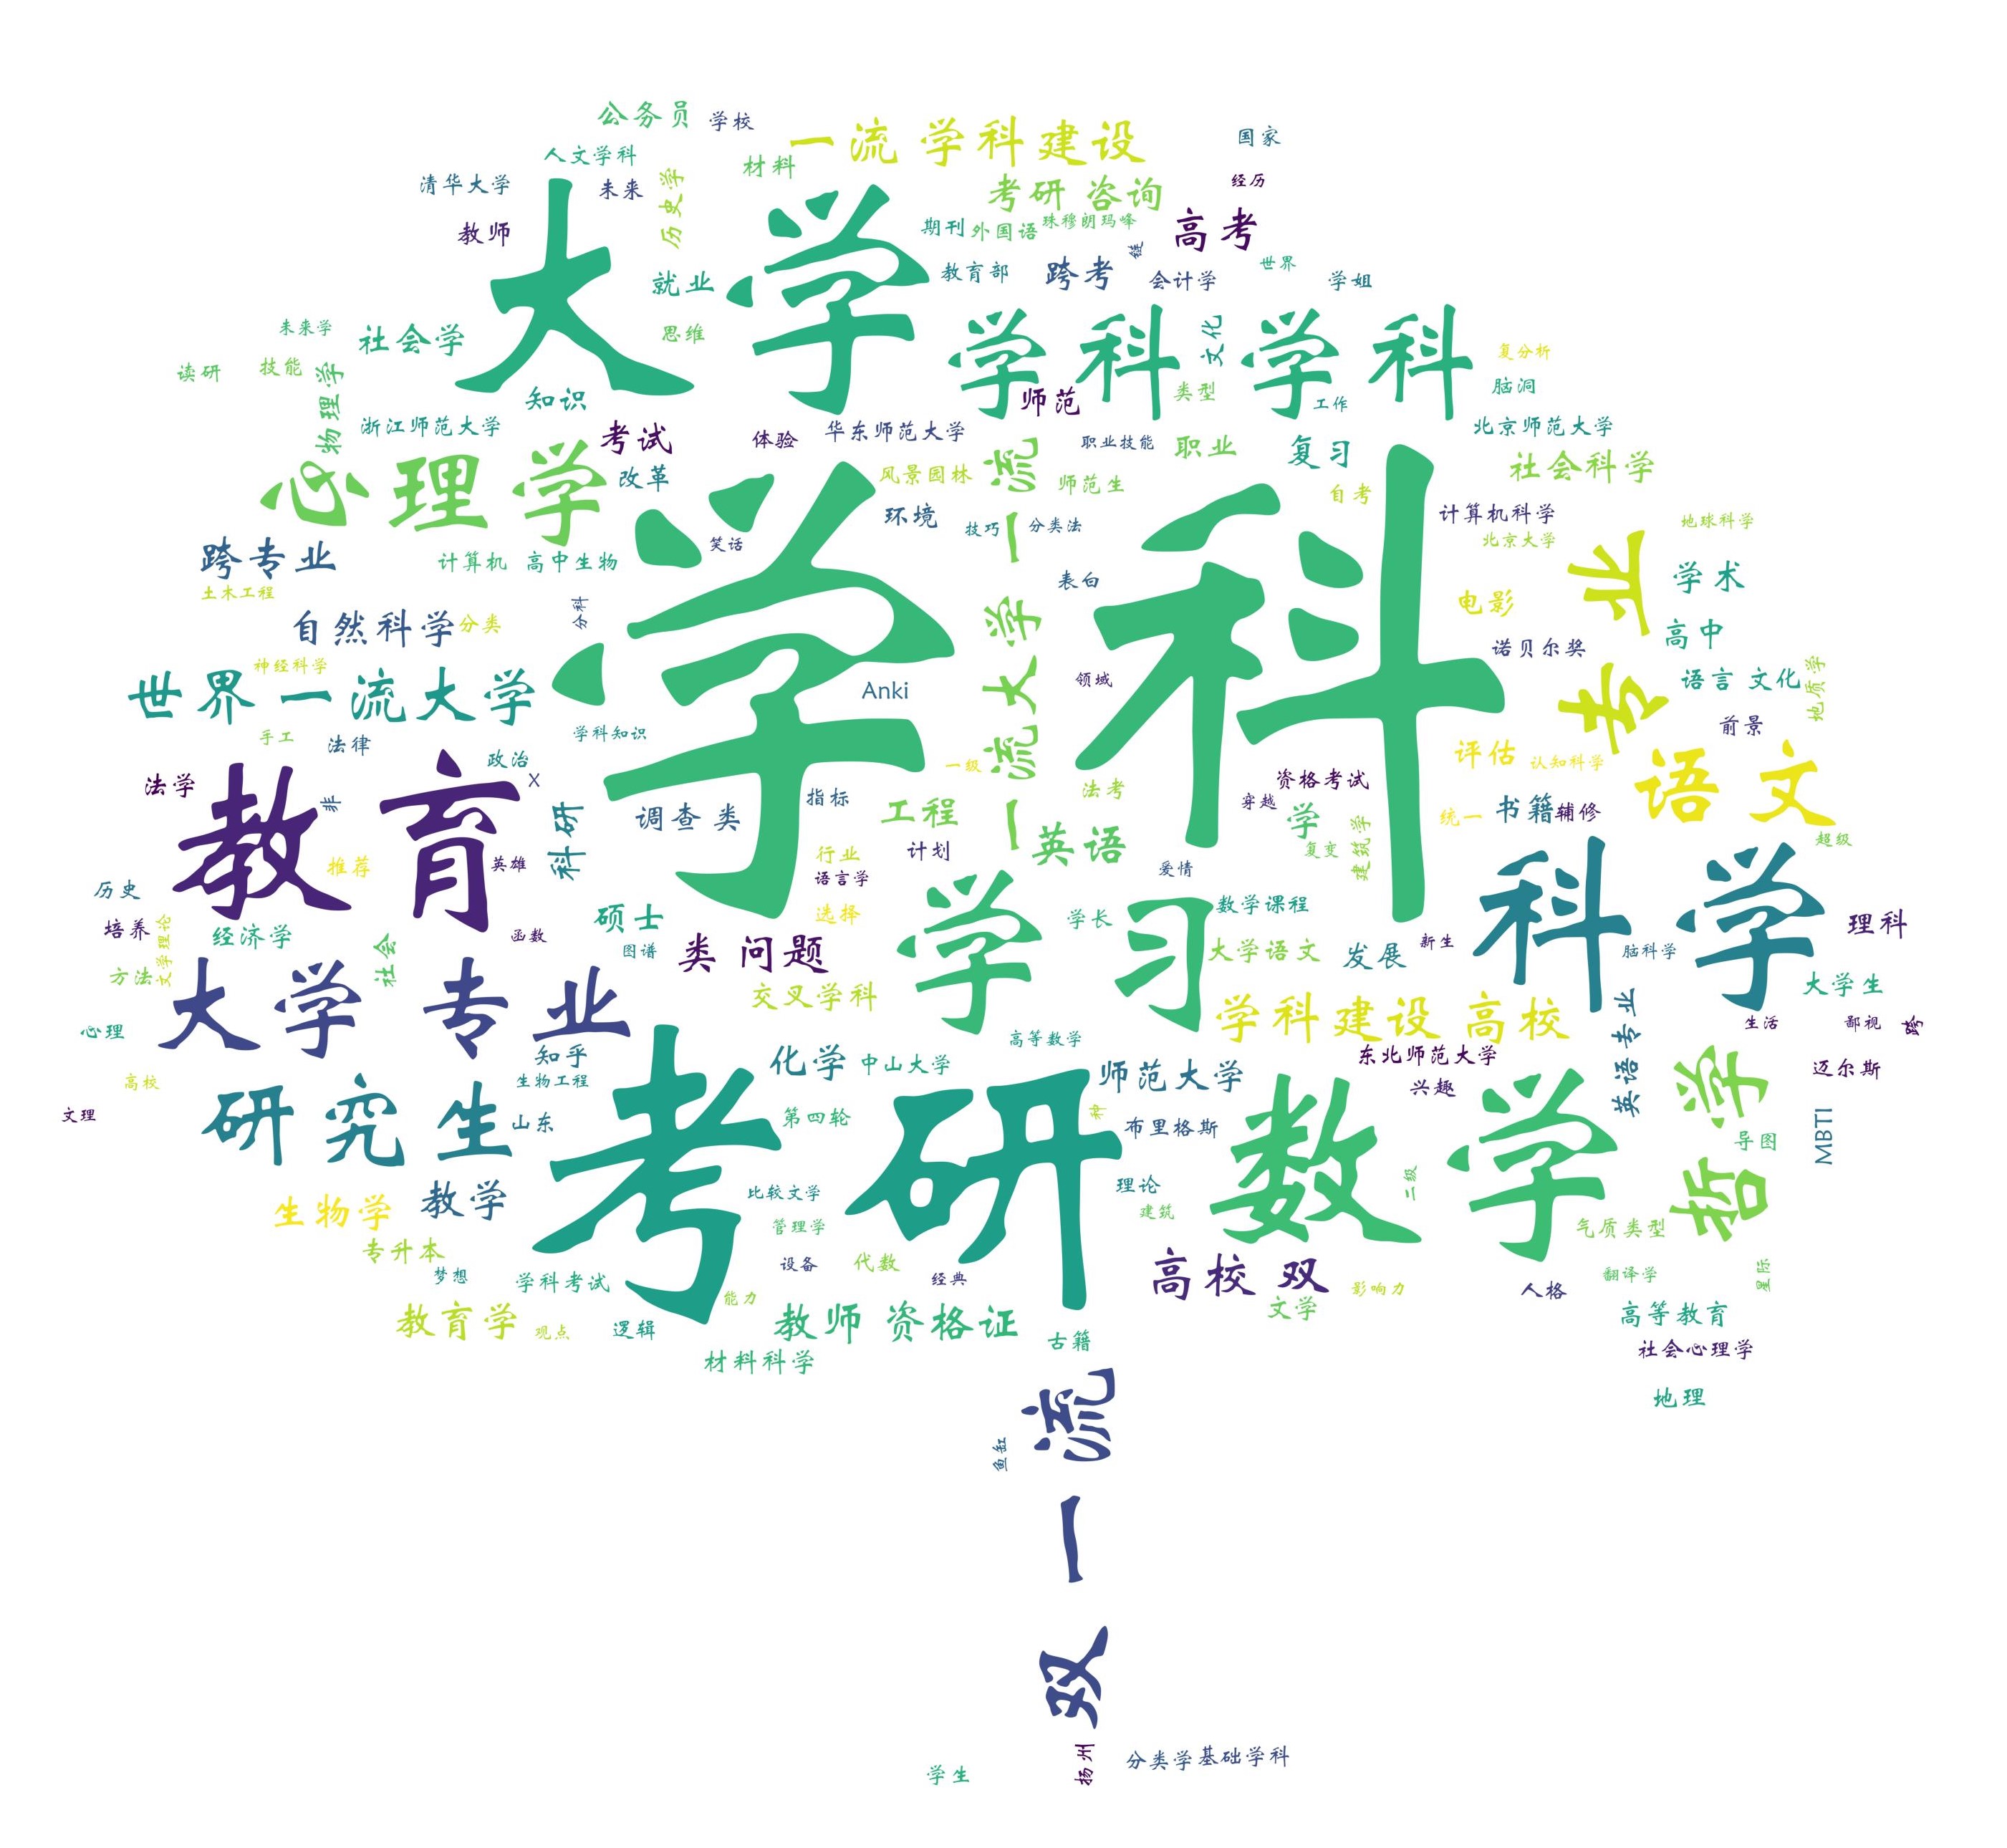 公务员
学校
一流 学科建设
国家
人文学科
材料
清华大学
未来
历史学
考研 咨询
经历
教师
大学
期刊
外国语
珠穆朗玛峰
高考
就业
教育部
跨考
链
会计学
世界
学姐
未来学
社会学
思维
学科 学科
文化
复分析
读研
技能
物理学
知识
师范
类型
工作
脑洞
浙江师范大学
考试
体验
华东师范大学
职业技能
职业
复习
北京师范大学
心理学
改革
风景园林
一流大学 一流
师范生
自考
社会科学
跨专业
计算机
高中生物
笑话
环境
技巧
分类法
计算机科学
北京大学
地球科学
土木工程
学科
表白
专业
学术
自然科学
分类
分科
电影
高中
神经科学
诺贝尔奖
世界 一流大学
Anki
领域
语言 文化
地质学
手工
法律
学科知识
前景
政治
一级
评估
认知科学
语文
法学
教育
非
X
科研
调查 类
指标
工程
法考
资格考试
穿越
学
统一
书籍
辅修
推荐
英雄
行业
计划
英语
复变
建筑学
超级
历史
语言学
爱情
科学
培养
文学理论
经济学
函数
硕士
选择
学习
学长
数学课程
理科
方法
社会
图谱
类 问题
大学语文
发展
新生
脑科学
大学 专业
交叉学科
大学生
心理
学科建设 高校
英语专业
生活
鄙视
跨
知乎
高等数学
东北师范大学
高校
生物工程
考研
化学
中山大学
师范大学
兴趣
哲学
迈尔斯
文理
研究生
山东
第四轮
布里格斯
数学
导图
MBTI
生物学
教学
比较文学
理论
二级
管理学
建筑
气质类型
专升本
梦想
学科考试
设备
代数
经典
高校 双
影响力
人格
翻译学
星际
教育学
观点
逻辑
能力
教师 资格证
古籍
文学
高等教育
材料科学
社会心理学
地理
双一流
鱼缸
学生
扬州
分类学
基础学科